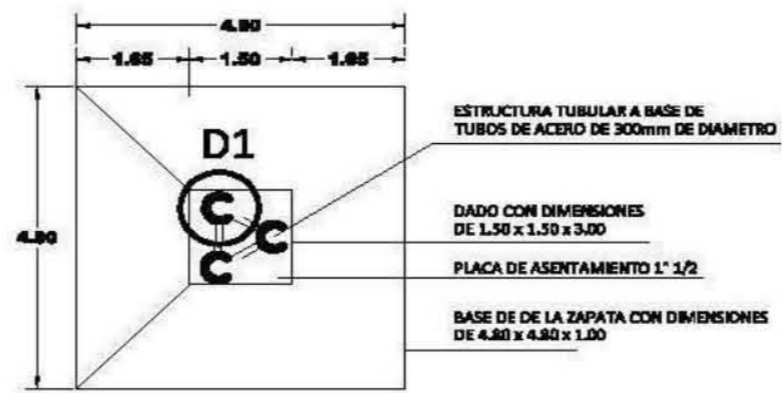 4.80
1.65 1.50 1.65
ESTRUCTURA TUBULAR A BASE DE
TUBOS DE ACERO DE 300mm DE DIAMETRO
D1
4.80
DADO CON DIMENSIONES
DE 1.50 x 1.50 x 3.00
PLACA DE ASENTAMIENTO 1" 1/2
BASE DE DE LA ZAPATA CON DIMENSIONES
DE 4.80 x 4.80 x 1.00